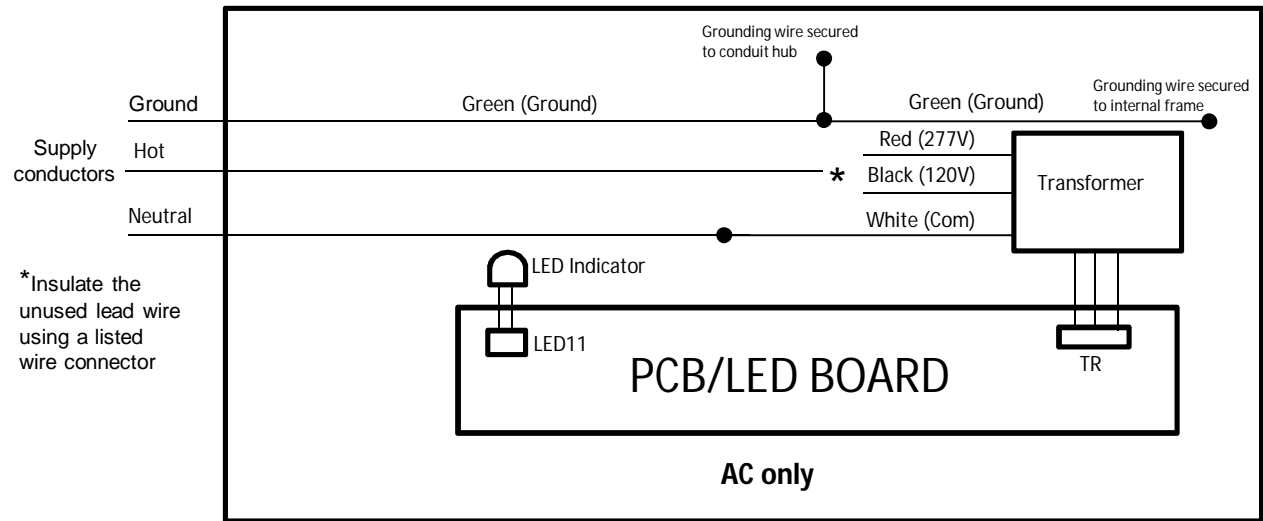 Grounding wire secured
to conduit hub
Grounding wire secured
to internal frame
Ground
Green (Ground)
Green (Ground)
Supply
conductors
Hot
Red (277V)
*
Black (120V)
Transformer
Neutral
White (Com)
*Insulate the
unused lead wire
using a listed
wire connector
LED Indicator
LED11
TR
PCB/LED BOARD
AC only